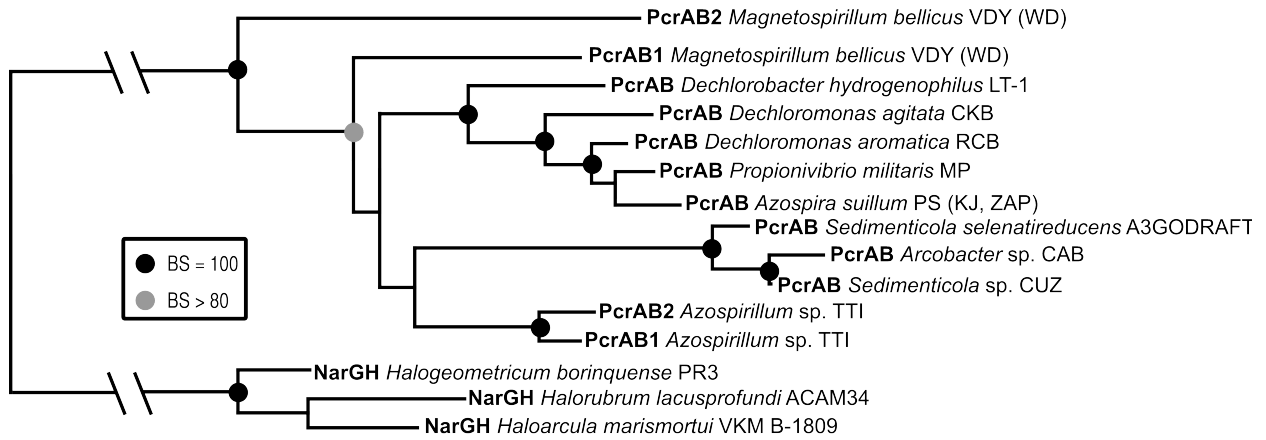 PcrAB2 Magnetospirillum bellicus VDY (WD)
PcrAB1 Magnetospirillum bellicus VDY (WD)
PcrAB Dechlorobacter hydrogenophilus LT-1
PcrAB Dechloromonas agitata CKB
PcrAB Dechloromonas aromatica RCB
PcrAB Propionivibrio militaris MP
PcrAB Azospira suillum PS (KJ, ZAP)
PcrAB Sedimenticola selenatireducens A3GODRAFT
PcrAB Arcobacter sp. CAB
PcrAB Sedimenticola sp. CUZ
PcrAB2 Azospirillum sp. TTI
PcrAB1 Azospirillum sp. TTI
NarGH Halogeometricum borinquense PR3
NarGH Halorubrum lacusprofundi ACAM34
NarGH Haloarcula marismortui VKM B-1809
BS = 100
BS > 80